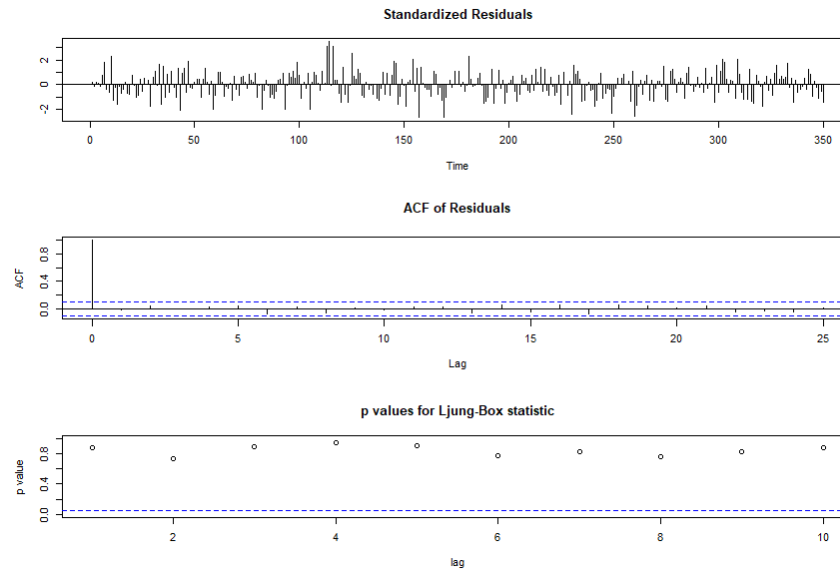 Standardized Residuals
2
0
-2
0 50 100 150 200 250 300 350
Time
ACF of Residuals
ACF
0.8
0.4
0.0
0 5 10 15 20 25
Lag
p values for Ljung-Box statistic
p value
0.8
0.4
0.0
2 4 6 8 10
lag